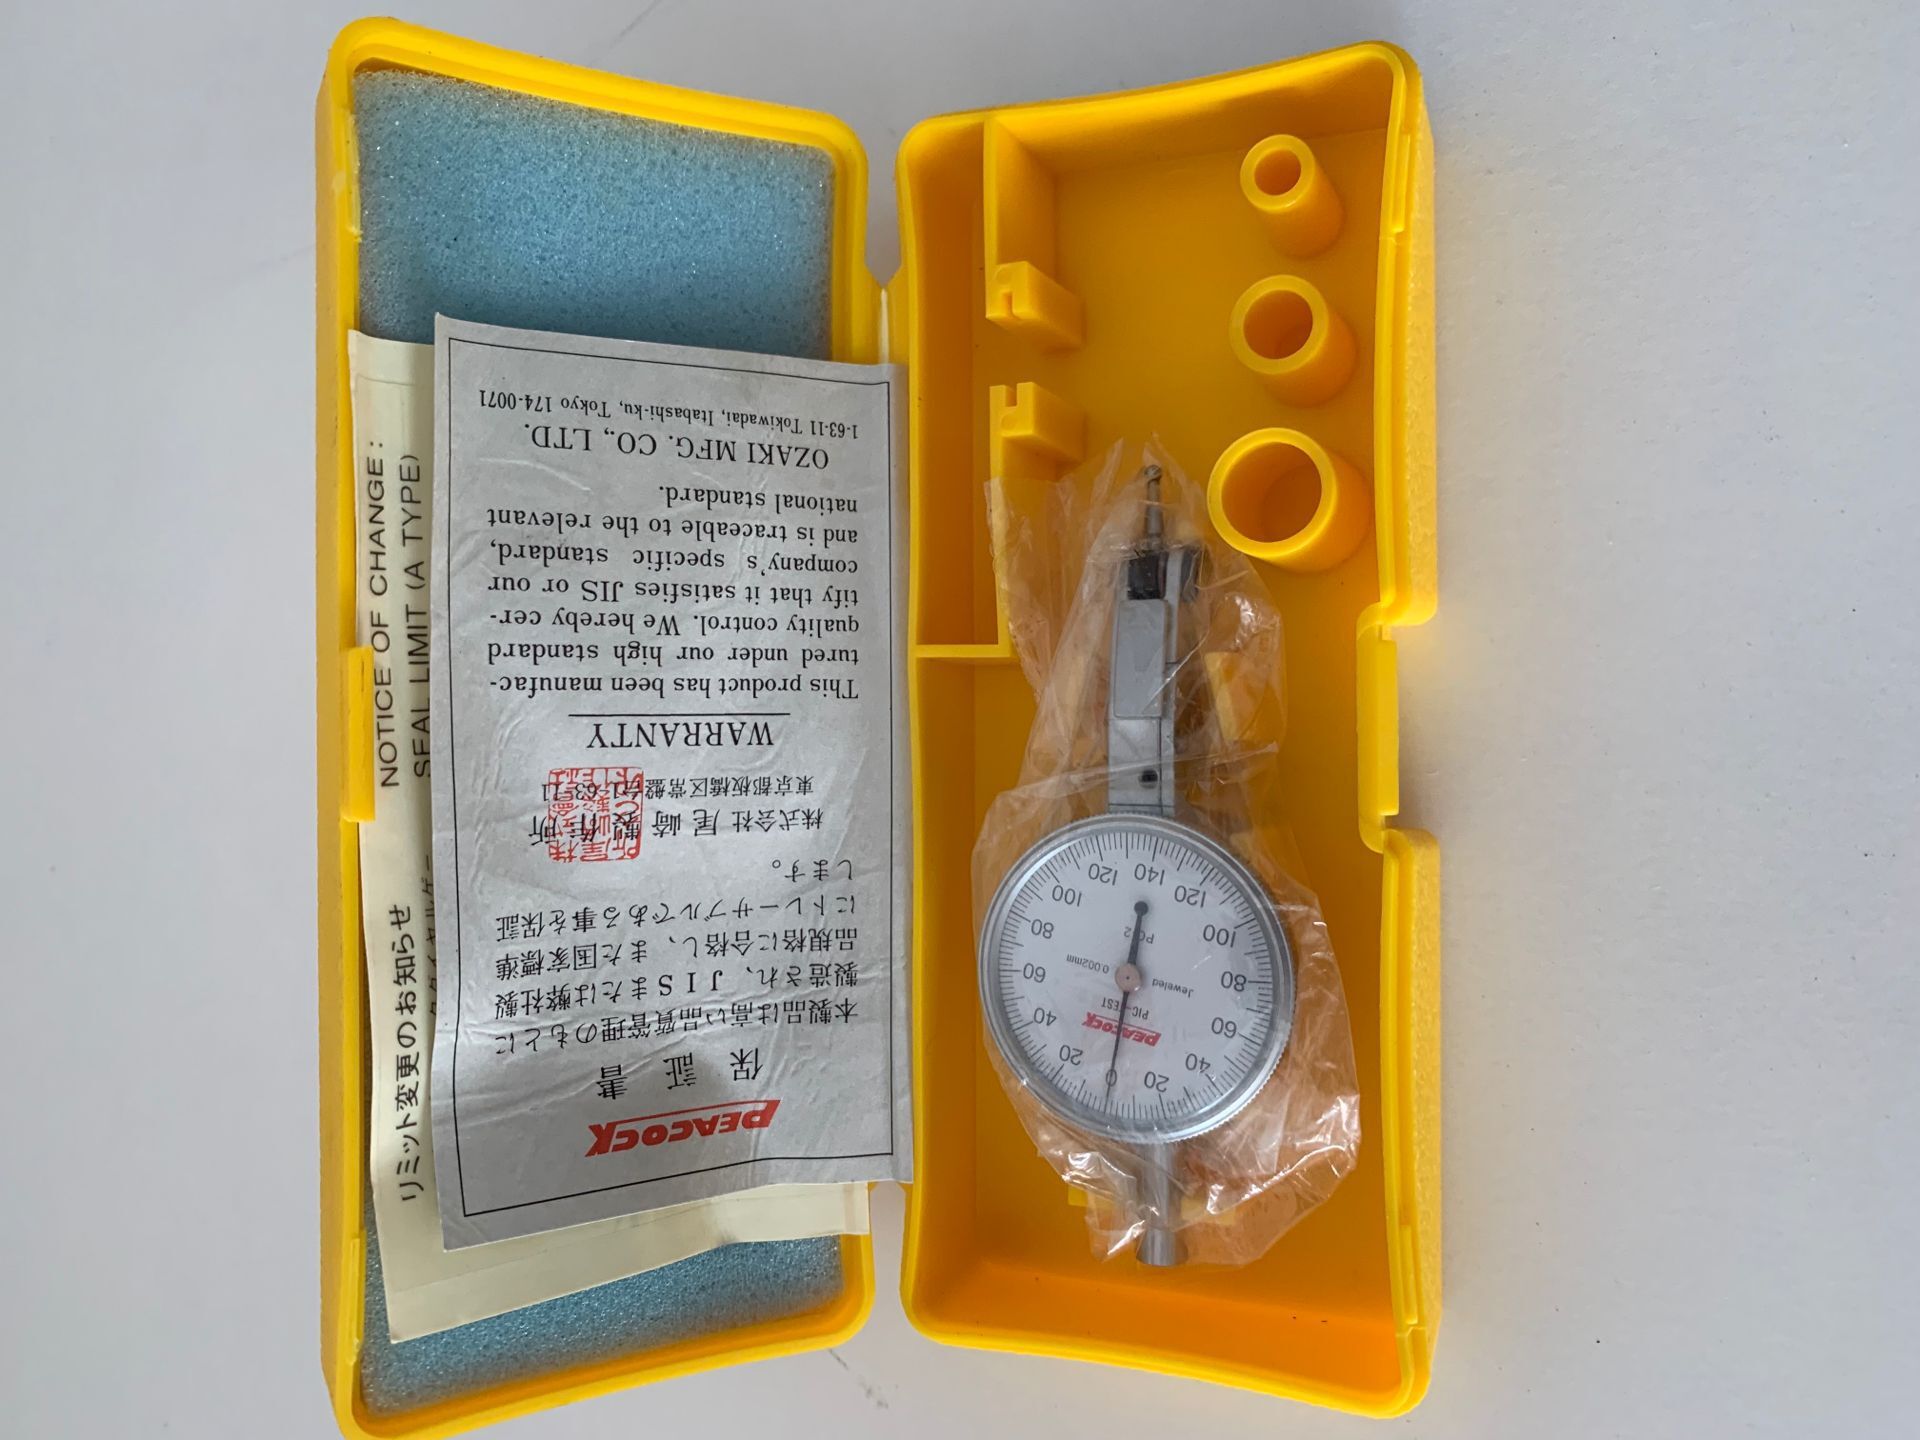 PEACOCK
保証書
本製品は高い品質管理のもとに
製造され、JISまたは弊社製
品規格に合格し、また国家標準
にトレーサブルである事を保証
します。
株式会社 尾崎製作所
東京都板橋区常盤台1-63-11
WARRANTY
This product has been manufac-
tured under our high standard
quality control. We hereby cer-
tify that it satisfies JIS or our
company's specific standard,
and is traceable to the relevant
national standard.
OZAKI MFG. CO., LTD.
1-63-11 Tokiwadai, Itabashi-ku, Tokyo 174-0071
リミット変更のお知らせ
NOTICE OF CHANGE:
SEAL LIMIT (A TYPE)
0
20 20
40 40
60 60
80 80
100 100
120 120
140
PEACOCK
PIC-TEST
Jeweled 0.002mm